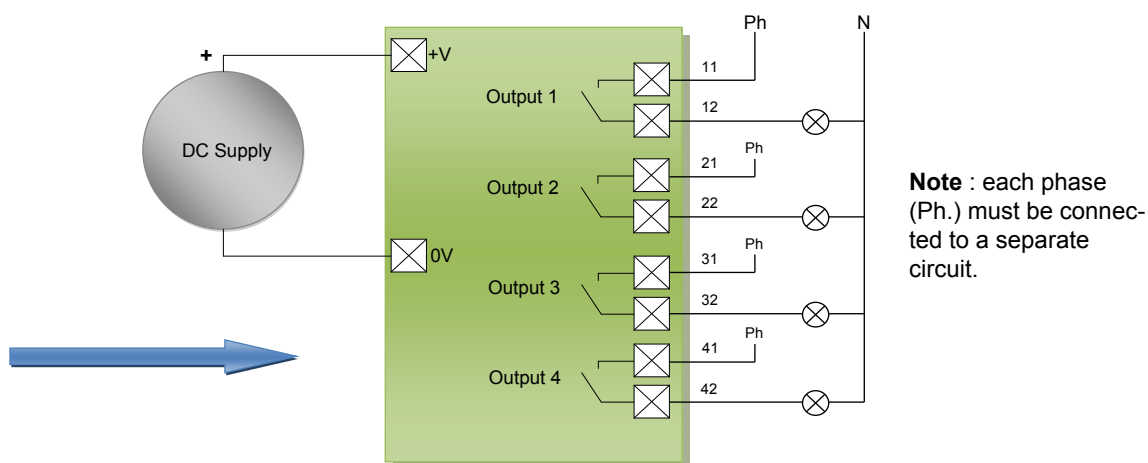 Ph N
+
+V
11
Output 1
12
DC Supply
21 Ph
Output 2
22
Note : each phase
(Ph.) must be connec-
ted to a separate
circuit.
0V
31 Ph
Output 3
32
41 Ph
Output 4
42